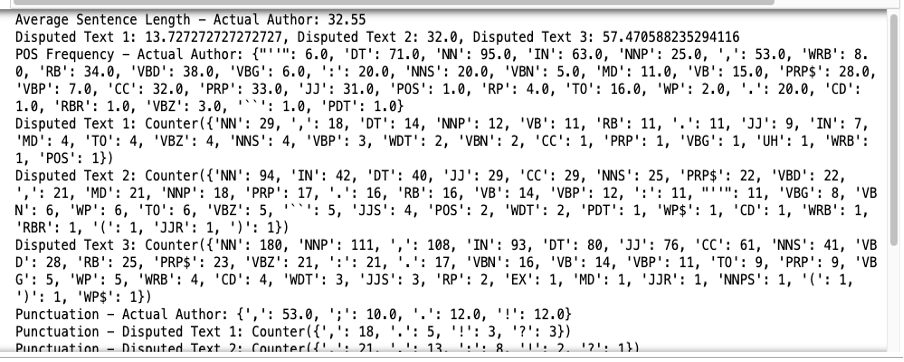 Average Sentence Length – Actual Author: 32.55
Disputed Text 1: 13.727272727272727, Disputed Text 2: 32.0, Disputed Text 3: 57.470588235294116
POS Frequency – Actual Author: {"''": 6.0, 'DT': 71.0, 'NN': 95.0, 'IN': 63.0, 'NNP': 25.0, ',': 53.0, 'WRB': 8.
0, 'RB': 34.0, 'VBD': 38.0, 'VBG': 6.0, ':': 20.0, 'NNS': 20.0, 'VBN': 5.0, 'MD': 11.0, 'VB': 15.0, 'PRP$': 28.0,
'VBP': 7.0, 'CC': 32.0, 'PRP': 33.0, 'JJ': 31.0, 'POS': 1.0, 'RP': 4.0, 'TO': 16.0, 'WP': 2.0, '.': 20.0, 'CD':
1.0, 'RBR': 1.0, 'VBZ': 3.0, '``': 1.0, 'PDT': 1.0}
Disputed Text 1: Counter({'NN': 29, ',': 18, 'DT': 14, 'NNP': 12, 'VB': 11, 'RB': 11, '.': 11, 'JJ': 9, 'IN': 7,
'MD': 4, 'TO': 4, 'VBZ': 4, 'NNS': 4, 'VBP': 3, 'WDT': 2, 'VBN': 2, 'CC': 1, 'PRP': 1, 'VBG': 1, 'UH': 1, 'WRB':
1, 'POS': 1})
Disputed Text 2: Counter({'NN': 94, 'IN': 42, 'DT': 40, 'JJ': 29, 'CC': 29, 'NNS': 25, 'PRP$': 22, 'VBD': 22,
',': 21, 'MD': 21, 'NNP': 18, 'PRP': 17, '.': 16, 'RB': 16, 'VB': 14, 'VBP': 12, ':': 11, "''": 11, 'VBG': 8, 'VB
N': 6, 'WP': 6, 'TO': 6, 'VBZ': 5, '``': 5, 'JJS': 4, 'POS': 2, 'WDT': 2, 'PDT': 1, 'WP$': 1, 'CD': 1, 'WRB': 1,
'RBR': 1, '(': 1, 'JJR': 1, ')': 1})
Disputed Text 3: Counter({'NN': 180, 'NNP': 111, ',': 108, 'IN': 93, 'DT': 80, 'JJ': 76, 'CC': 61, 'NNS': 41, 'VB
D': 28, 'RB': 25, 'PRP$': 23, 'VBZ': 21, ':': 21, '.': 17, 'VBN': 16, 'VB': 14, 'VBP': 11, 'TO': 9, 'PRP': 9, 'VB
G': 5, 'WP': 5, 'WRB': 4, 'CD': 4, 'WDT': 3, 'JJS': 3, 'RP': 2, 'EX': 1, 'MD': 1, 'JJR': 1, 'NNPS': 1, '(': 1,
')': 1, 'WP$': 1})
Punctuation – Actual Author: {',': 53.0, ';': 10.0, '.': 12.0, '!': 12.0}
Punctuation – Disputed Text 1: Counter({',': 18, '.': 5, '!': 3, '?': 3})
Punctuation – Disputed Text 2: Counter({',': 21, '.': 13, ';': 8, '!': 2, '?': 1})